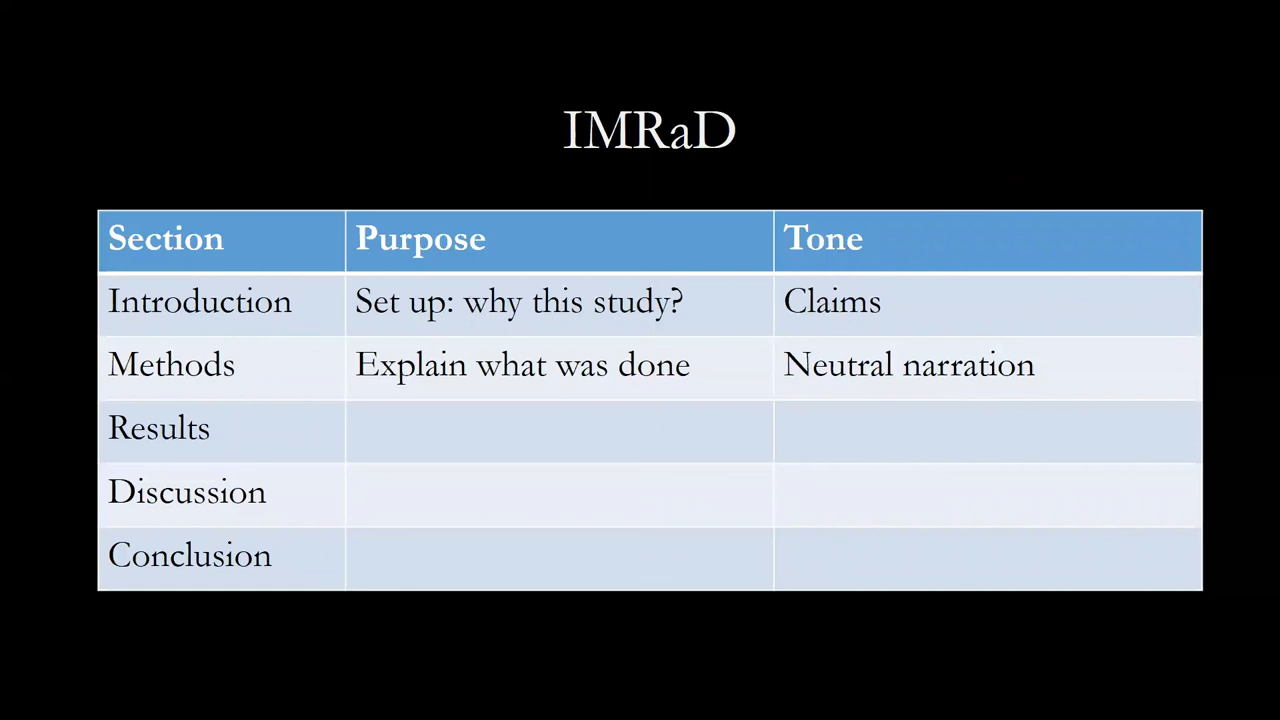 IMRaD
Section Purpose Tone
Introduction Set up: why this study? Claims
Methods Explain what was done Neutral narration
Results
Discussion
Conclusion